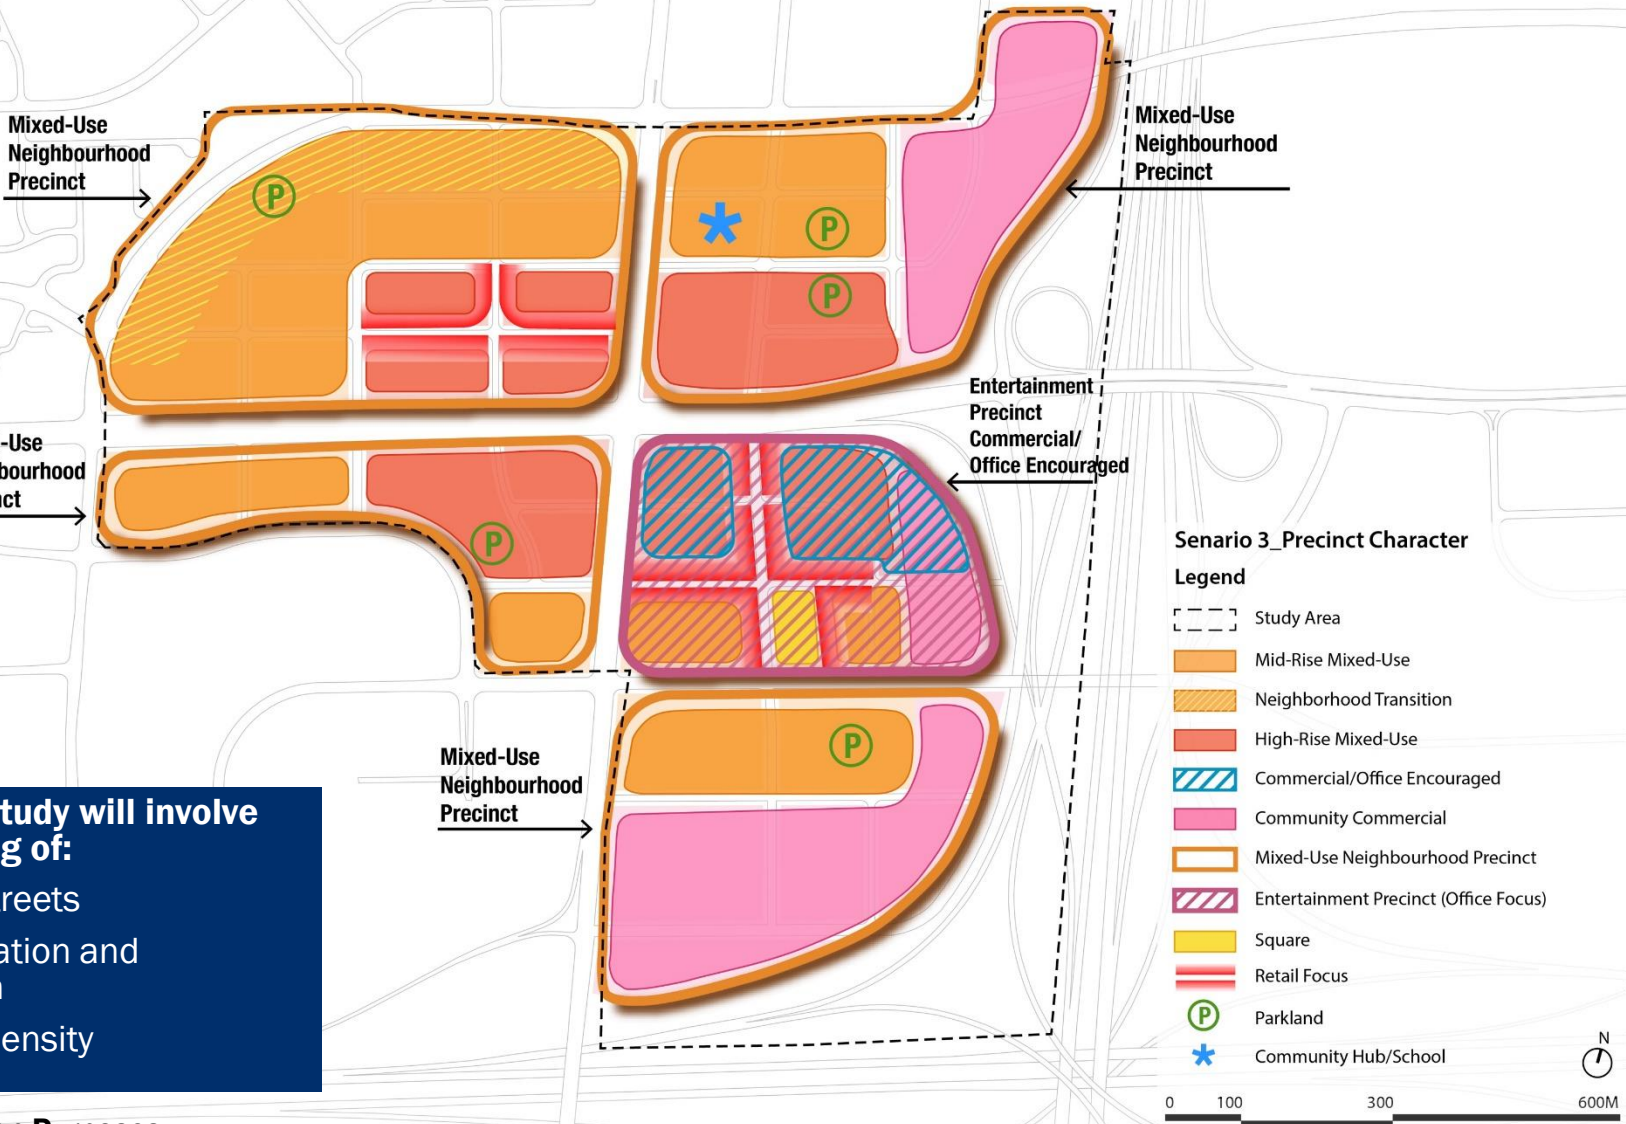 Mixed-Use
Neighbourhood
Precinct
Mixed-Use
Neighbourhood
Precinct
P
P
P
Entertainment
Precinct
Commercial/
Office Encouraged
-Use
bourhood
ct
P
Mixed-Use
Neighbourhood
Precinct
P
tudy will involve
g of:
reets
ation and
ensity
Senario 3_Precinct Character
Legend
Study Area
Mid-Rise Mixed-Use
Neighborhood Transition
High-Rise Mixed-Use
Commercial/Office Encouraged
Community Commercial
Mixed-Use Neighbourhood Precinct
Entertainment Precinct (Office Focus)
Square
Retail Focus
P Parkland
Community Hub/School
N
0 100 300 600M